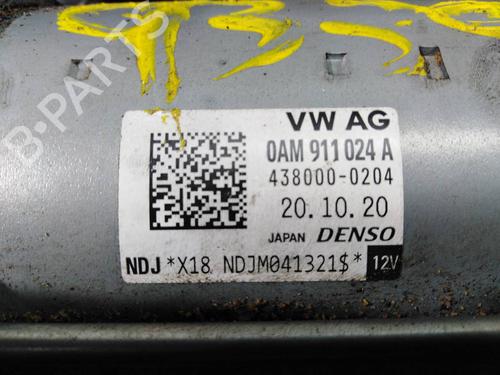 B-PARTS
VW AG
0AM 911 024 A
438000-0204
20.10.20
JAPAN DENSO
NDJ *X18 NDJM041321$* 12V